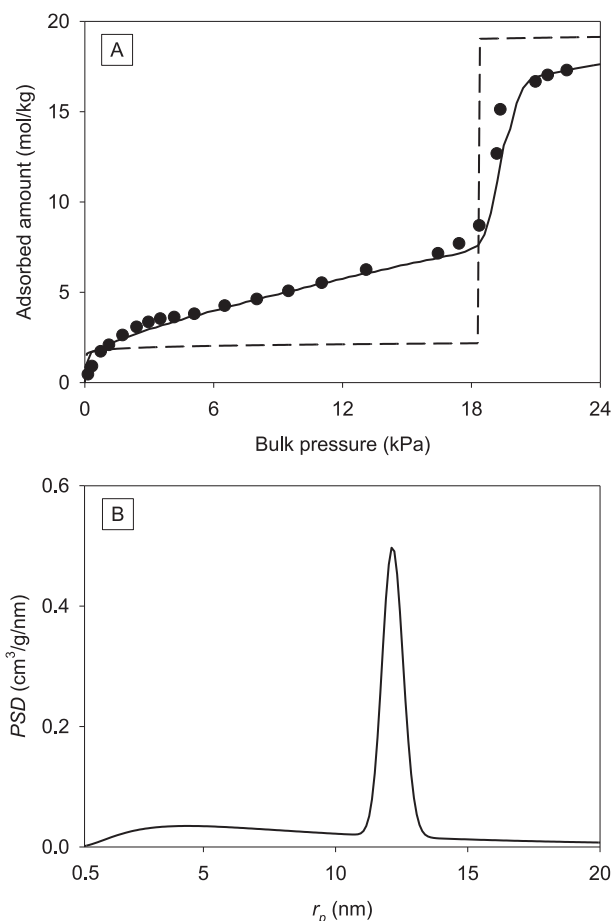 A
20
15
10
5
0
Adsorbed amount (mol/kg)
0 6 12 18 24
Bulk pressure (kPa)
B
0.6
0.4
0.2
0.0
PSD (cm³/g/nm)
0.5 5 10 15 20
rₚ (nm)